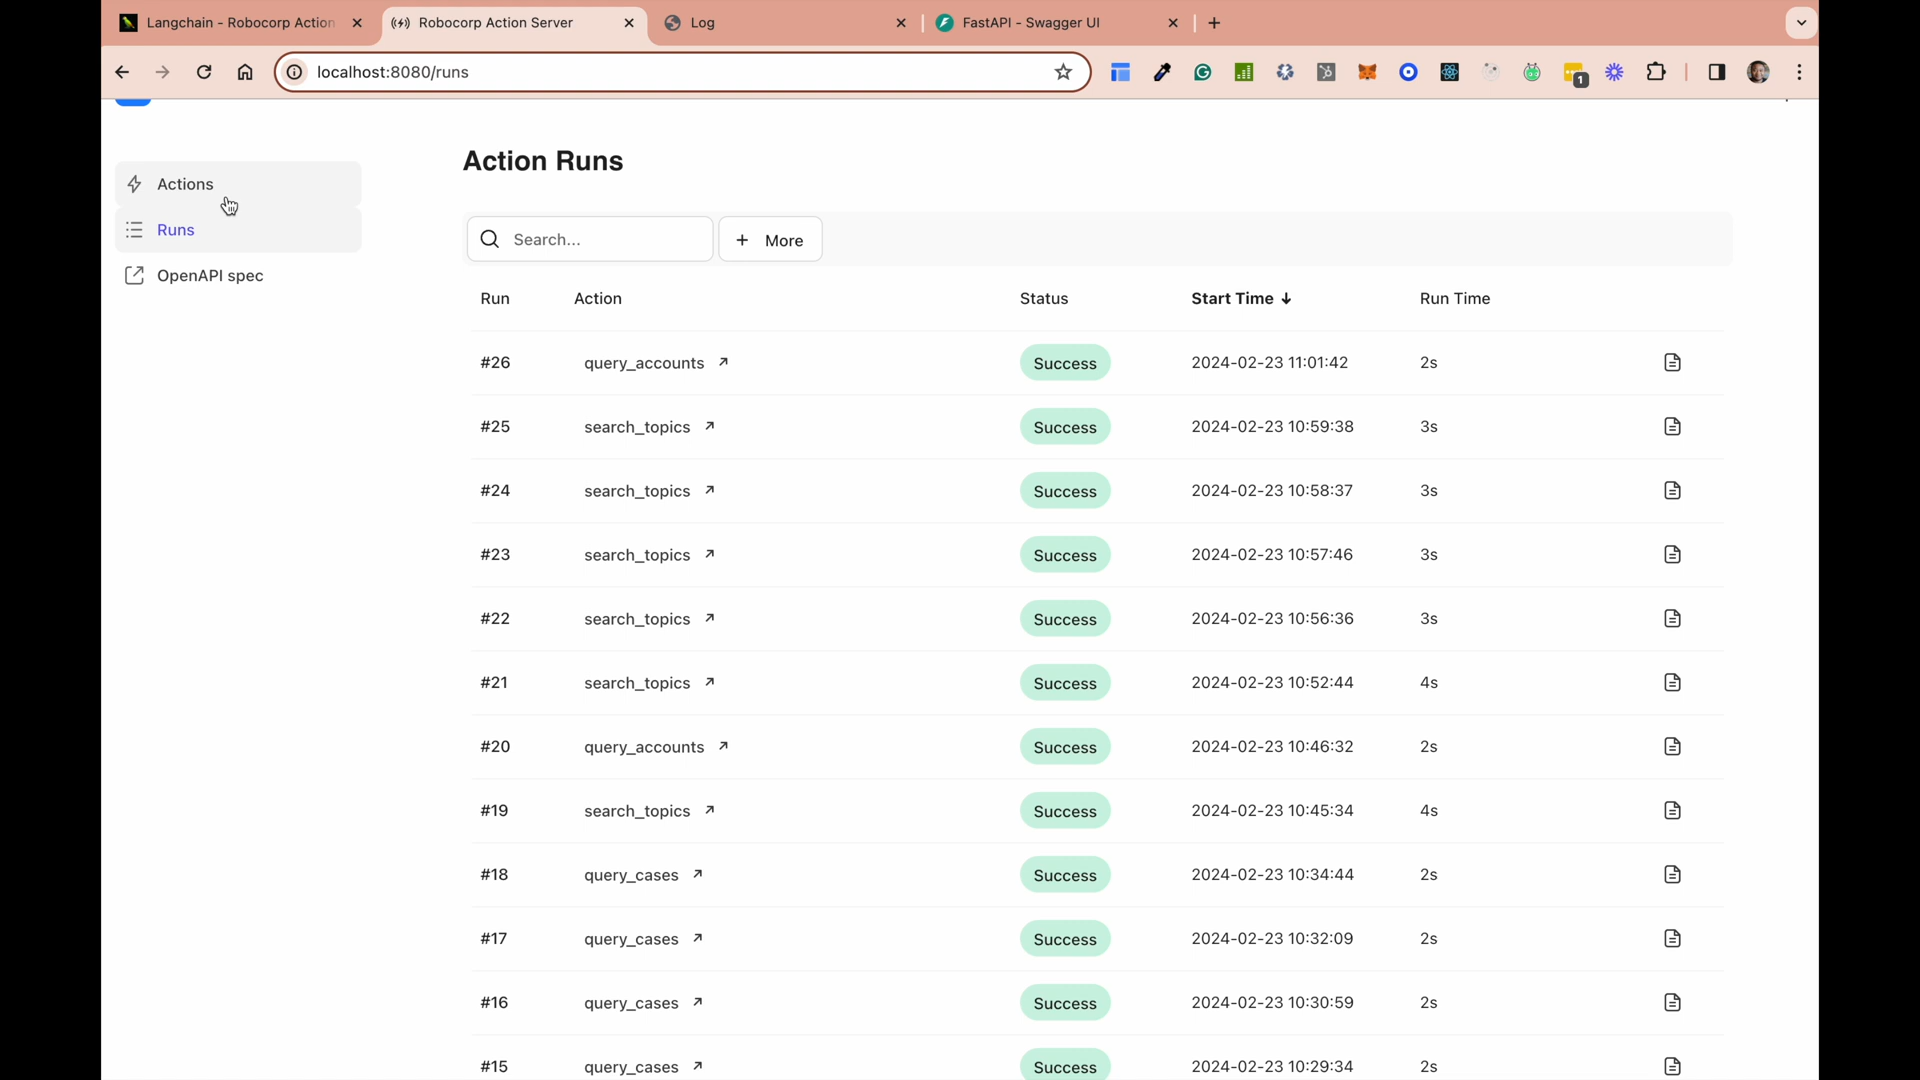 Langchain - Robocorp Action
Robocorp Action Server
Log
FastAPI - Swagger UI
localhost:8080/runs
1
Actions
Runs
OpenAPI spec
Action Runs
Search...
+ More
Run Action Status Start Time ↓ Run Time
#26 query_accounts Success 2024-02-23 11:01:42 2s
#25 search_topics Success 2024-02-23 10:59:38 3s
#24 search_topics Success 2024-02-23 10:58:37 3s
#23 search_topics Success 2024-02-23 10:57:46 3s
#22 search_topics Success 2024-02-23 10:56:36 3s
#21 search_topics Success 2024-02-23 10:52:44 4s
#20 query_accounts Success 2024-02-23 10:46:32 2s
#19 search_topics Success 2024-02-23 10:45:34 4s
#18 query_cases Success 2024-02-23 10:34:44 2s
#17 query_cases Success 2024-02-23 10:32:09 2s
#16 query_cases Success 2024-02-23 10:30:59 2s
#15 query_cases Success 2024-02-23 10:29:34 2s